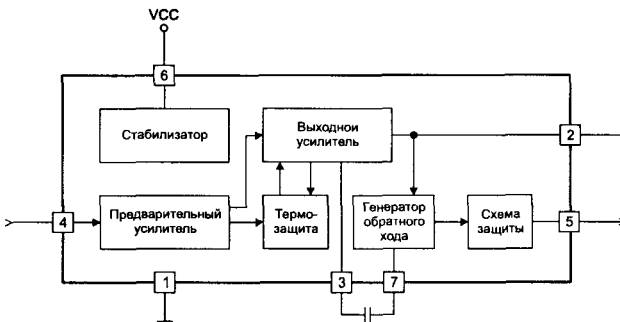 VCC
6
Стабилизатор
Выходной
усилитель
2
4
Предварительный
усилитель
Термо-
защита
Генератор
обратного
хода
Схема
защиты
5
1
3
7